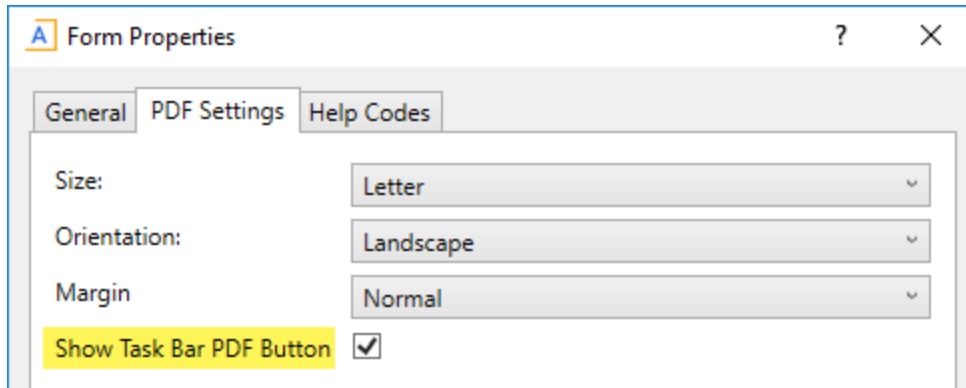 A Form Properties ?
General PDF Settings Help Codes
Size: Letter
Orientation: Landscape
Margin Normal
Show Task Bar PDF Button